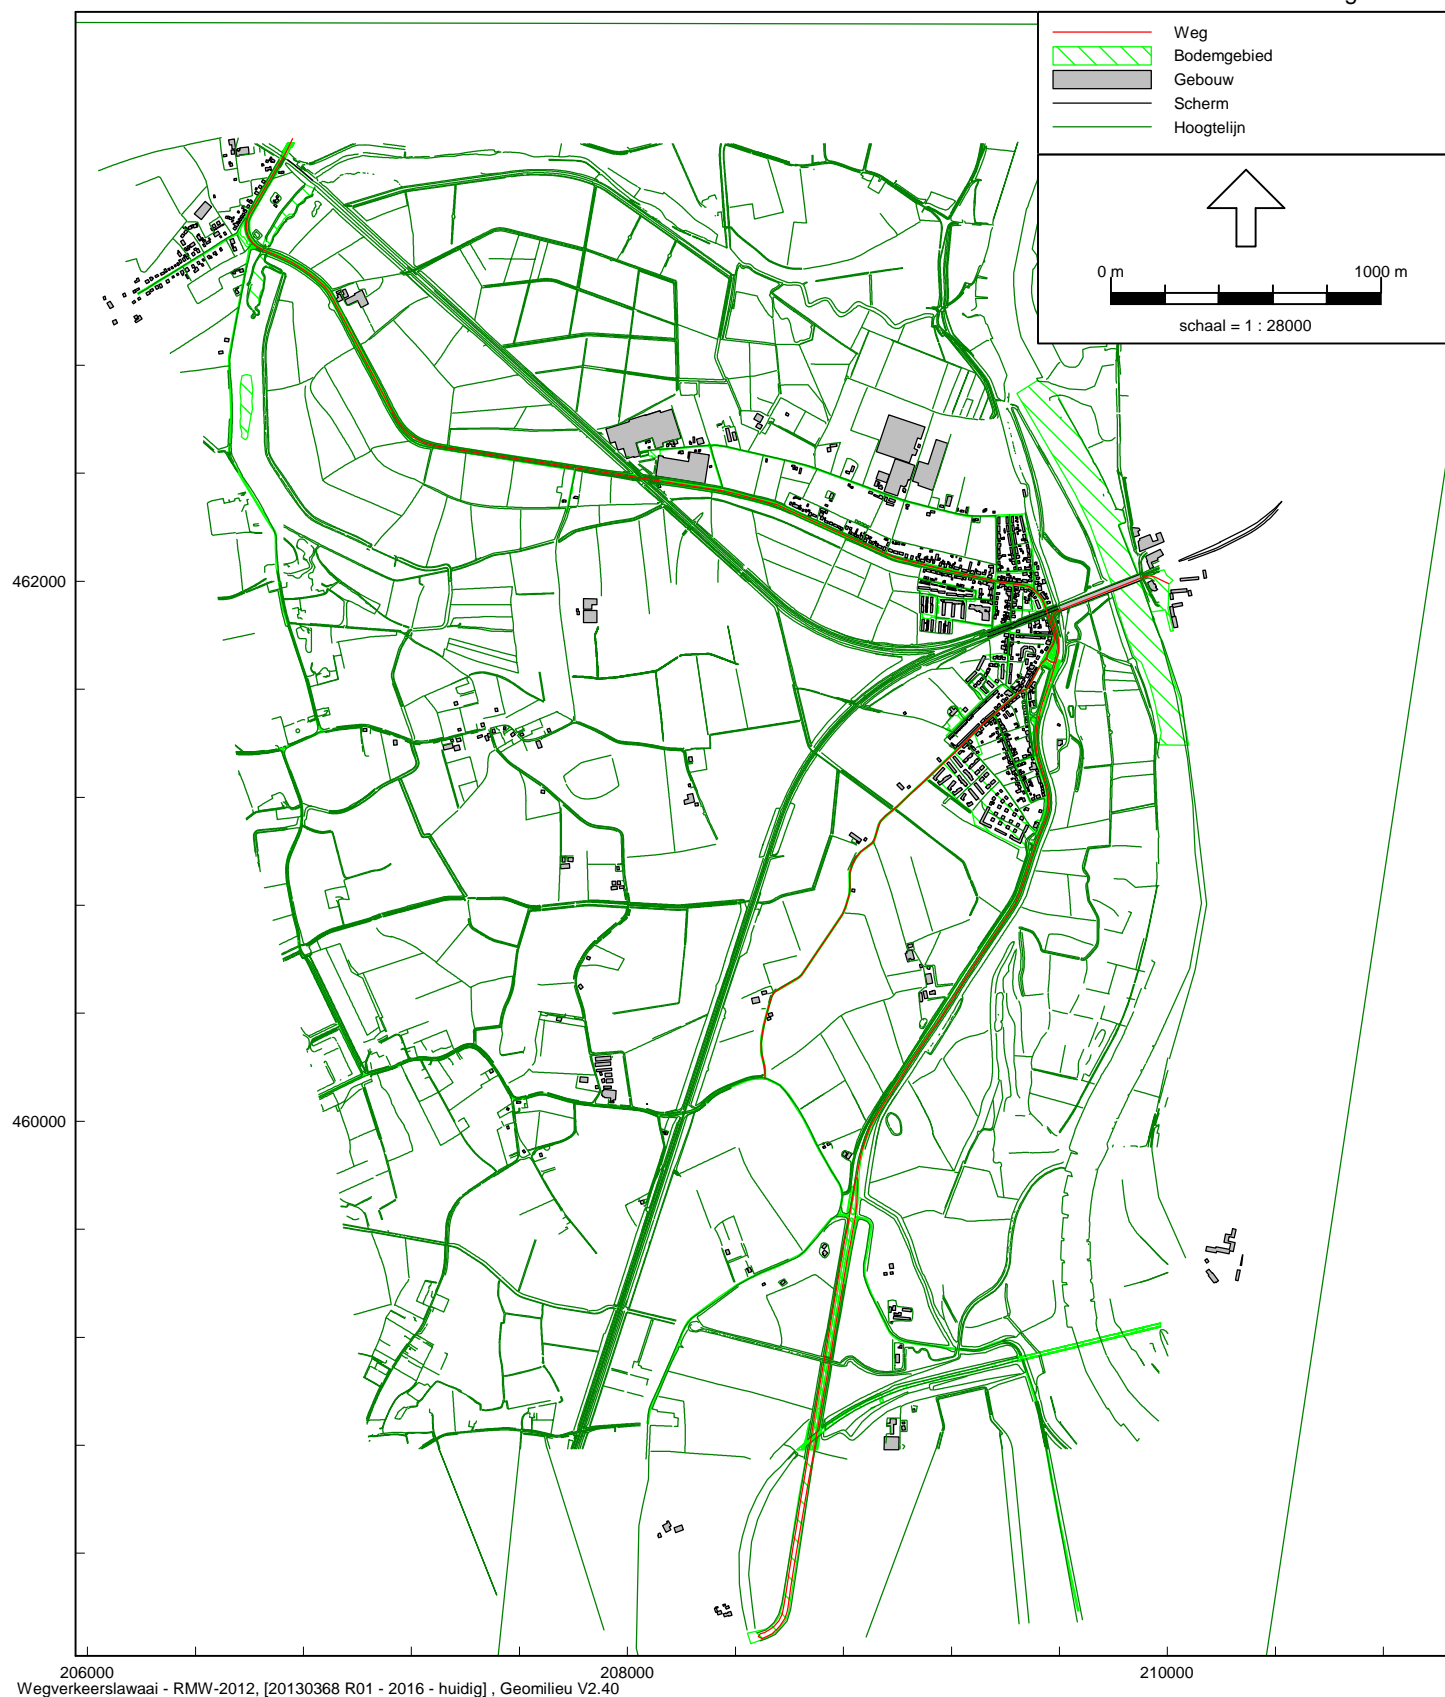 Weg
Bodemgebied
Gebouw
Scherm
Hoogtelijn
0 m 1000 m
schaal = 1 : 28000
462000
460000
206000 208000 210000
Wegverkeerslawaai - RMW-2012, [20130368 R01 - 2016 - huidig] , Geomilieu V2.40